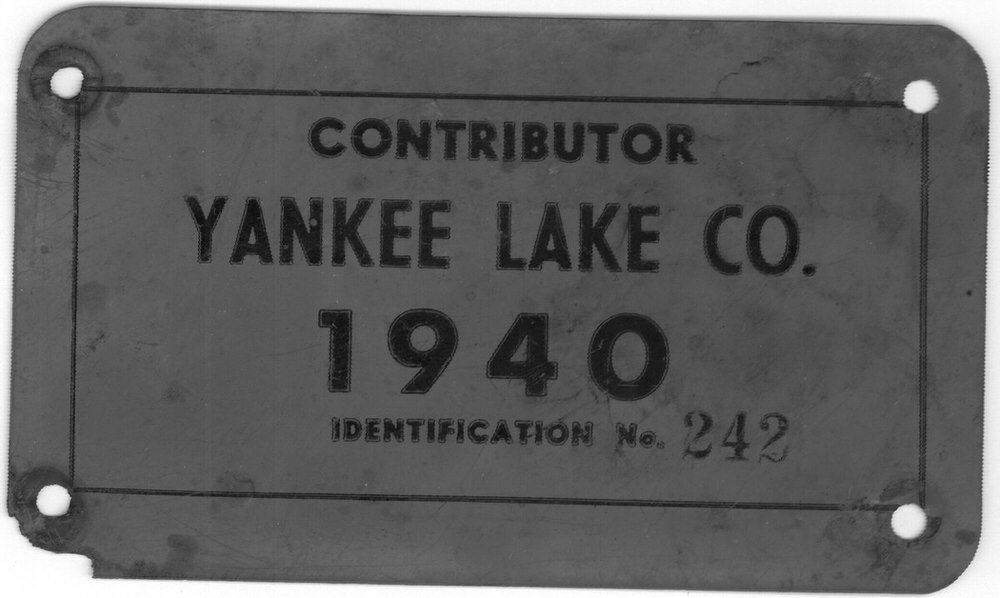 CONTRIBUTOR
YANKEE LAKE CO.
1940
IDENTIFICATION No. 242